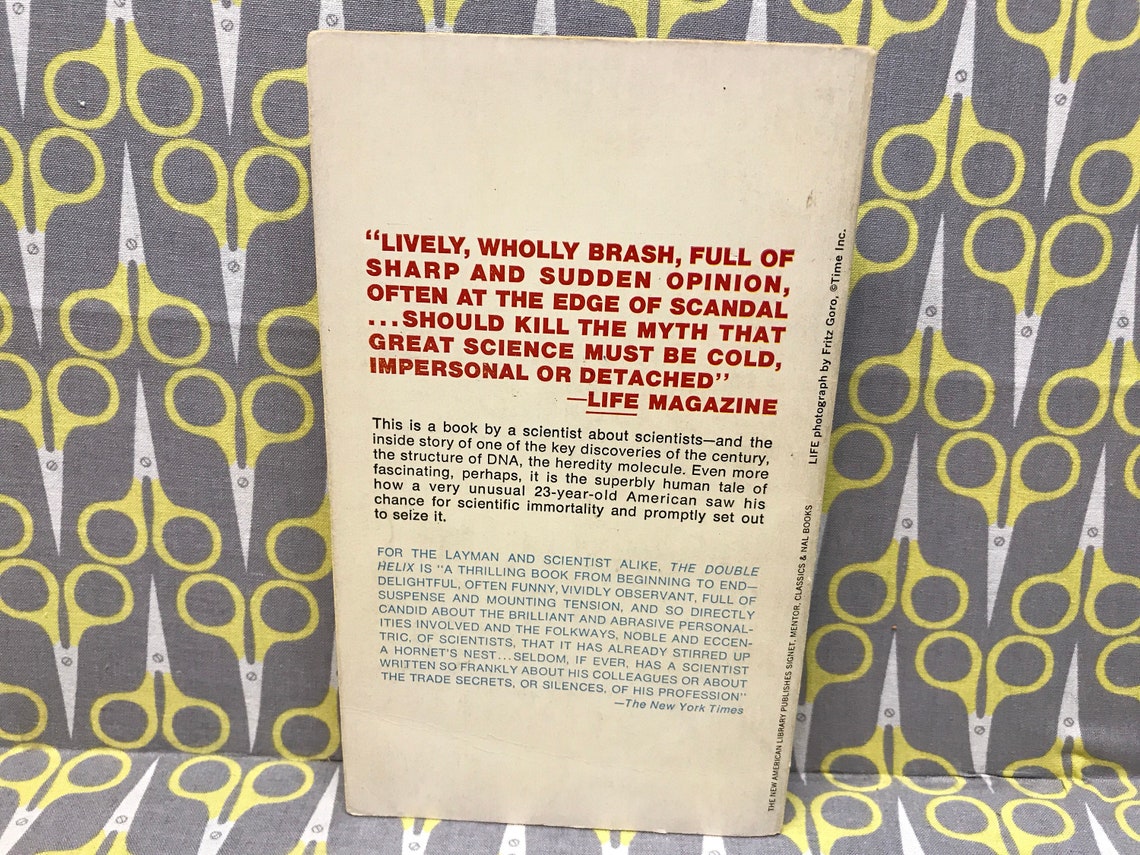 “LIVELY, WHOLLY BRASH, FULL OF
SHARP AND SUDDEN OPINION,
OFTEN AT THE EDGE OF SCANDAL
...SHOULD KILL THE MYTH THAT
GREAT SCIENCE MUST BE COLD,
IMPERSONAL OR DETACHED”
—LIFE MAGAZINE
This is a book by a scientist about scientists—and the
inside story of one of the key discoveries of the century,
the structure of DNA, the heredity molecule. Even more
fascinating, perhaps, it is the superbly human tale of
how a very unusual 23-year-old American saw his
chance for scientific immortality and promptly set out
to seize it.
FOR THE LAYMAN AND SCIENTIST ALIKE, THE DOUBLE
HELIX IS “A THRILLING BOOK FROM BEGINNING TO END—
DELIGHTFUL, OFTEN FUNNY, VIVIDLY OBSERVANT, FULL OF
SUSPENSE AND MOUNTING TENSION, AND SO DIRECTLY
CANDID ABOUT THE BRILLIANT AND ABRASIVE PERSONAL-
ITIES INVOLVED AND THE FOLKWAYS, NOBLE AND ECCEN-
TRIC, OF SCIENTISTS, THAT IT HAS ALREADY STIRRED UP
A HORNET'S NEST...SELDOM, IF EVER, HAS A SCIENTIST
WRITTEN SO FRANKLY ABOUT HIS COLLEAGUES OR ABOUT
THE TRADE SECRETS, OR SILENCES, OF HIS PROFESSION”
—The New York Times
LIFE photograph by Fritz Goro, ©Time Inc.
THE NEW AMERICAN LIBRARY PUBLISHES SIGNET, MENTOR, CLASSICS & NAL BOOKS